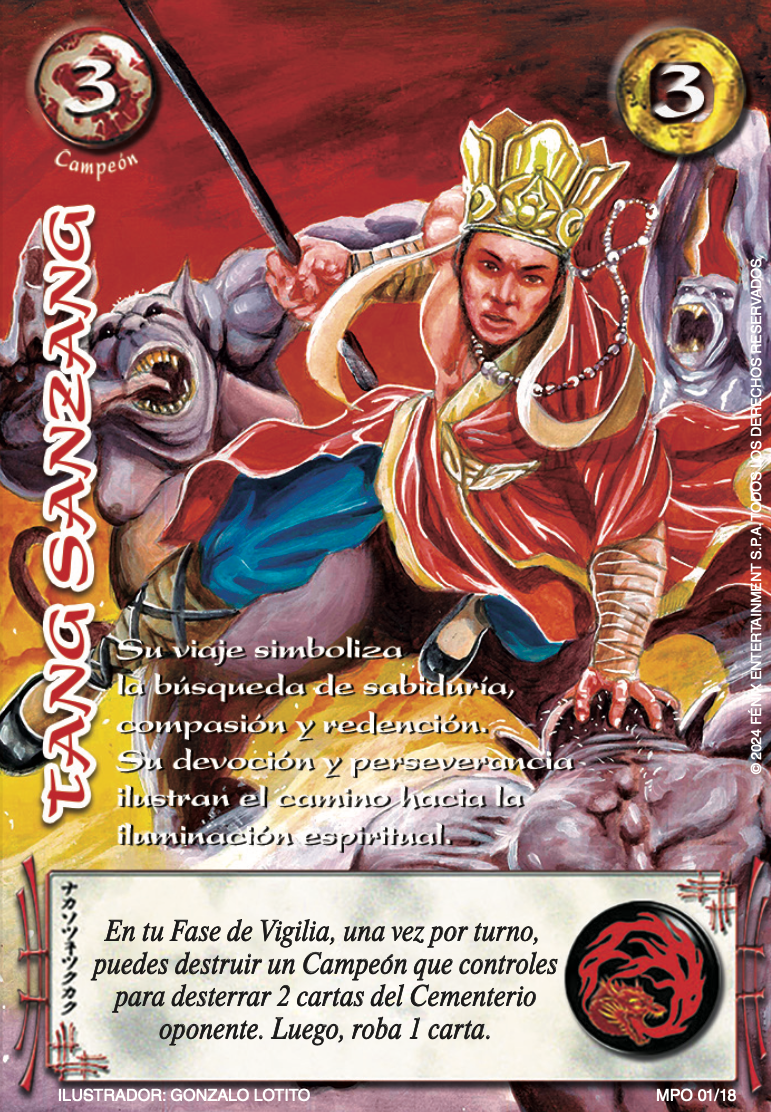 3
Campeón
3
TANG SANZANG
Su viaje simboliza
la búsqueda de sabiduría,
compasión y redención.
Su devoción y perseverancia
ilustran el camino hacia la
iluminación espiritual.
© 2024 FÉNIX ENTERTAINMENT S.P.A. TODOS LOS DERECHOS RESERVADOS.
En tu Fase de Vigilia, una vez por turno,
puedes destruir un Campeón que controles
para desterrar 2 cartas del Cementerio
oponente. Luego, roba 1 carta.
ILUSTRADOR: GONZALO LOTITO
MPO 01/18